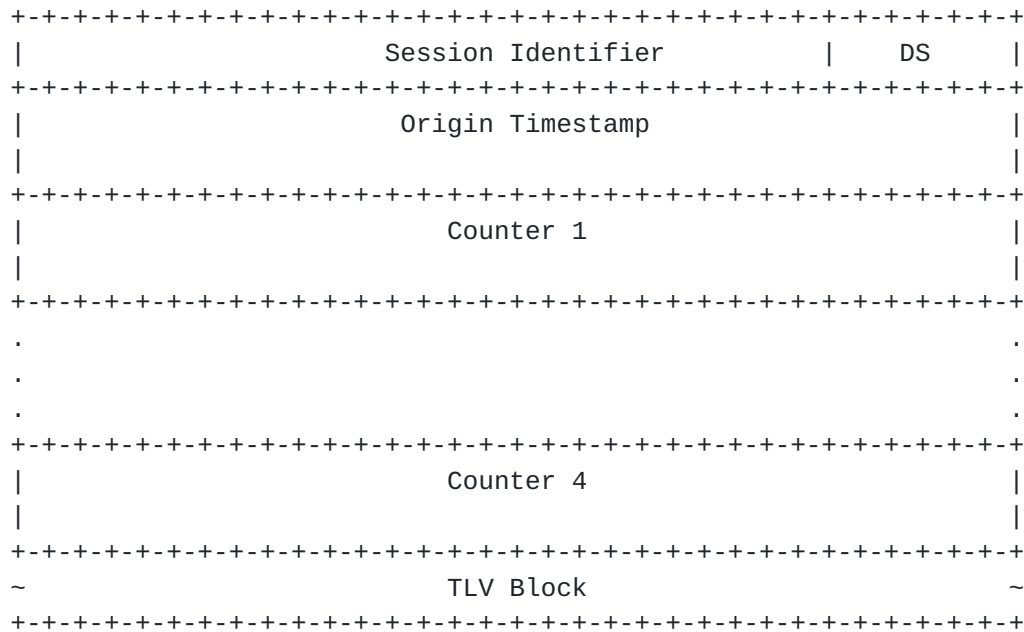 +-+-+-+-+-+-+-+-+-+-+-+-+-+-+-+-+-+-+-+-+-+-+-+-+-+-+-+-+-+-+-+-+
|                       Session Identifier          |    DS     |
+-+-+-+-+-+-+-+-+-+-+-+-+-+-+-+-+-+-+-+-+-+-+-+-+-+-+-+-+-+-+-+-+
|                        Origin Timestamp                       |
|                                                               |
+-+-+-+-+-+-+-+-+-+-+-+-+-+-+-+-+-+-+-+-+-+-+-+-+-+-+-+-+-+-+-+-+
|                           Counter 1                           |
|                                                               |
+-+-+-+-+-+-+-+-+-+-+-+-+-+-+-+-+-+-+-+-+-+-+-+-+-+-+-+-+-+-+-+-+
.                                                               .
.                                                               .
.                                                               .
+-+-+-+-+-+-+-+-+-+-+-+-+-+-+-+-+-+-+-+-+-+-+-+-+-+-+-+-+-+-+-+-+
|                           Counter 4                           |
|                                                               |
+-+-+-+-+-+-+-+-+-+-+-+-+-+-+-+-+-+-+-+-+-+-+-+-+-+-+-+-+-+-+-+-+
~                           TLV Block                           ~
+-+-+-+-+-+-+-+-+-+-+-+-+-+-+-+-+-+-+-+-+-+-+-+-+-+-+-+-+-+-+-+-+